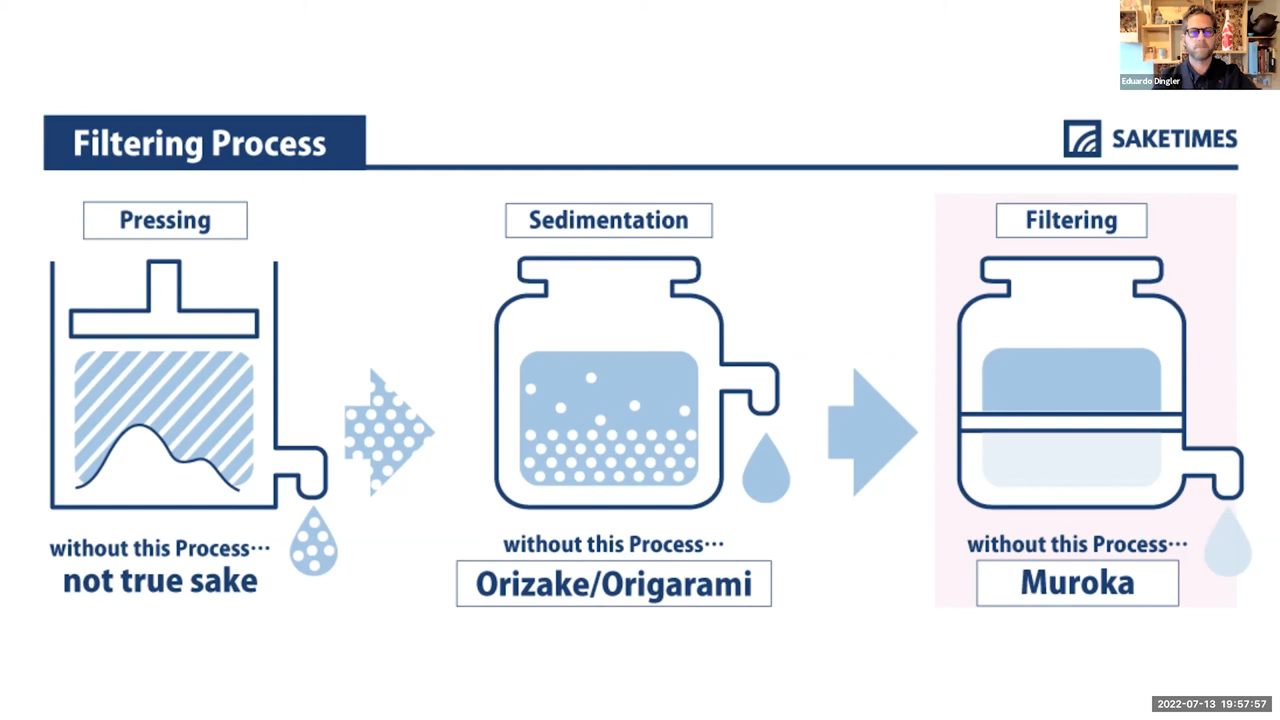 Eduardo Dingler
Filtering Process
SAKETIMES
Pressing
Sedimentation
Filtering
without this Process…
not true sake
without this Process…
Orizake/Origarami
without this Process…
Muroka
2022-07-13 19:57:57